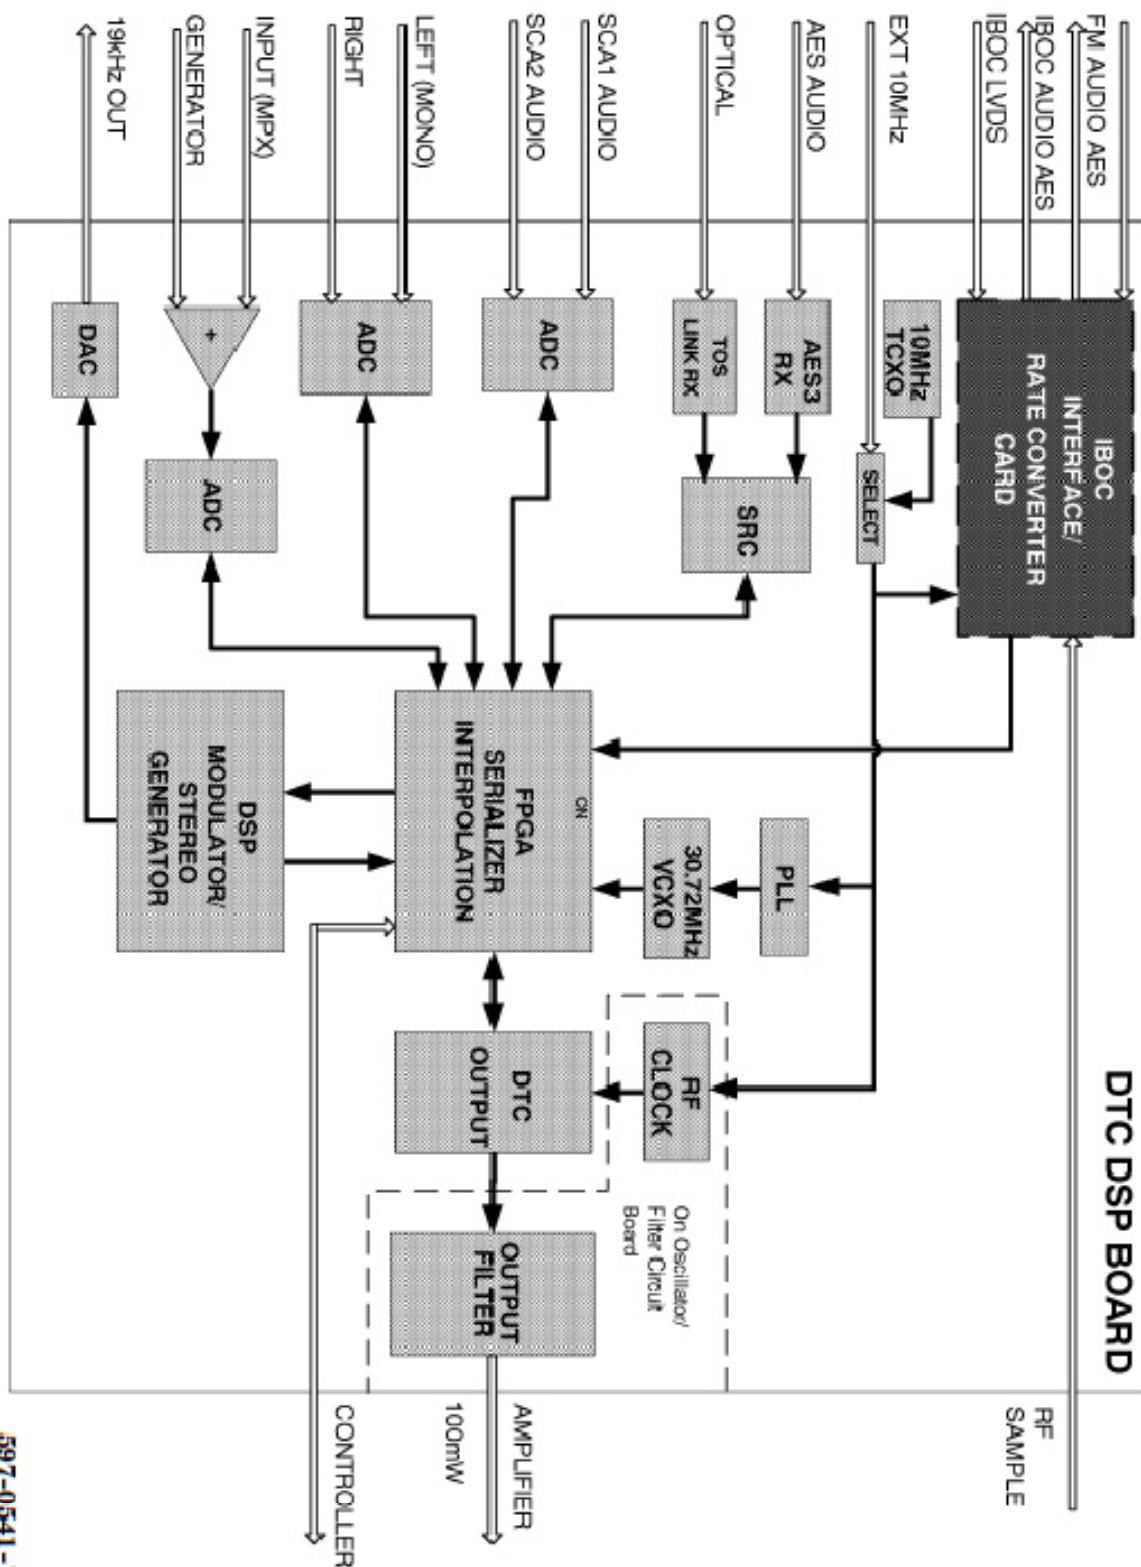 DTC DSP BOARD
FM AUDIO AES
IBOC AUDIO AES
IBOC LVDS
EXT 10MHz
AES AUDIO
OPTICAL
SCA1 AUDIO
SCA2 AUDIO
LEFT (MONO)
RIGHT
INPUT (MPX)
GENERATOR
19kHz OUT
IBOC
INTERFACE/
RATE CONVERTER
CARD
10MHz
TCXO
SELECT
AES3
RX
TOS
LINK RX
SRC
ADC
ADC
+
ADC
DAC
ON
FPGA
SERIALIZER
INTERPOLATION
DSP
MODULATOR/
STEREO
GENERATOR
PLL
30.72MHz
VCXO
RF
CLOCK
DTC
OUTPUT
On Oscillator/
Filter Circuit
Board
OUTPUT
FILTER
RF
SAMPLE
AMPLIFIER
100mW
CONTROLLER
597-0541-